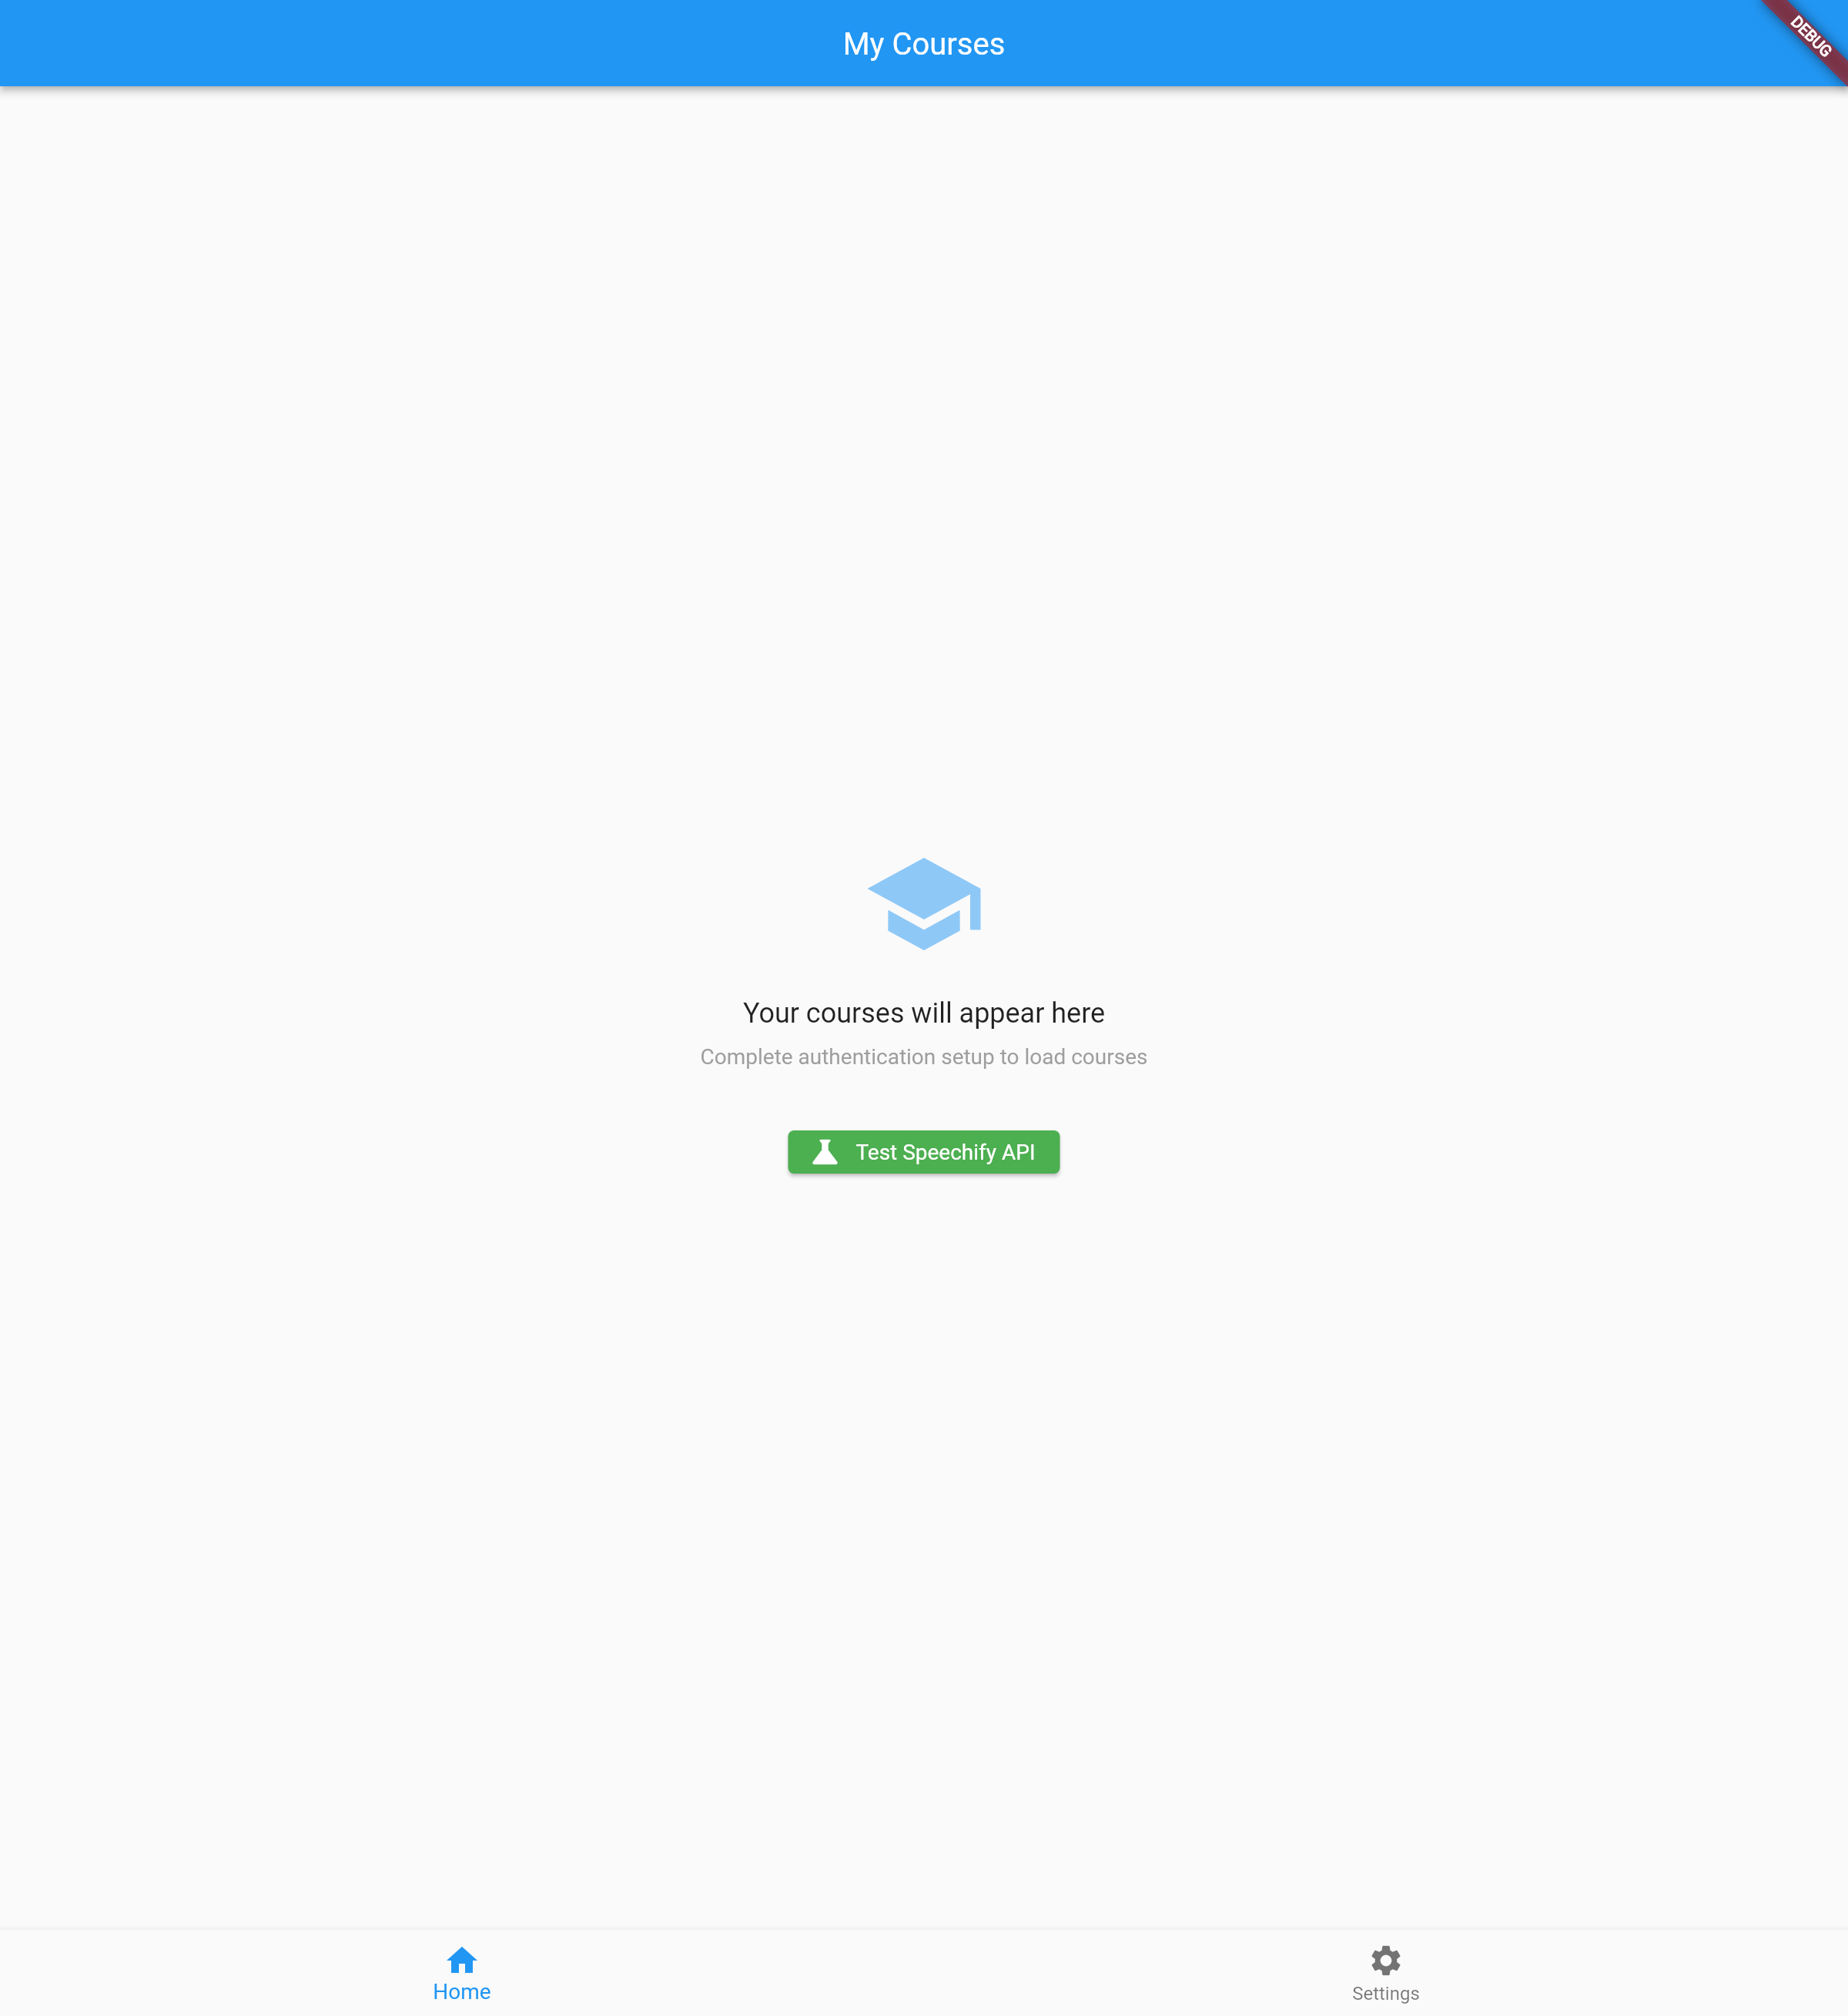 My Courses
DEBUG
Your courses will appear here
Complete authentication setup to load courses
Test Speechify API
Home
Settings